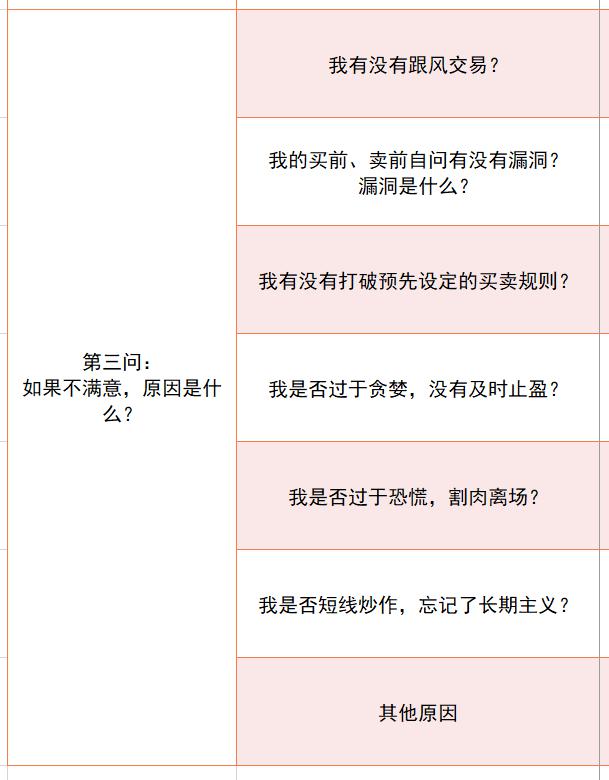 我有没有跟风交易？
我的买前、卖前自问有没有漏洞？
漏洞是什么？
我有没有打破预先设定的买卖规则？
第三问：
如果不满意，原因是什
么？
我是否过于贪婪，没有及时止盈？
我是否过于恐慌，割肉离场？
我是否短线炒作，忘记了长期主义？
其他原因